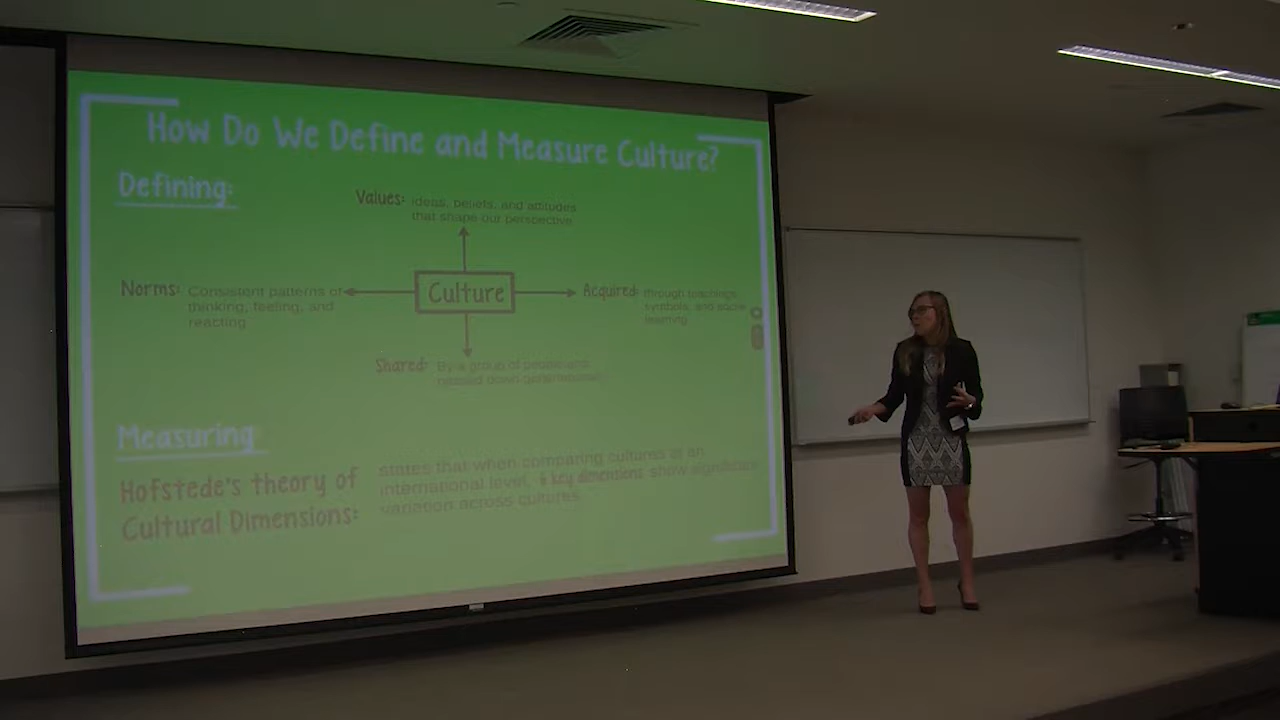 How Do We Define and Measure Culture?
Defining:
Values: Ideas, beliefs, and attitudes
that shape our perspective
Norms: Consistent patterns of
thinking, feeling, and
reacting
Culture
Acquired: through teachings,
symbols, and social
learning
Shared: By a group of people and
passed down generations
Measuring
Hofstede's theory of
Cultural Dimensions:
states that when comparing cultures at an
international level, 6 key dimensions show significant
variation across cultures